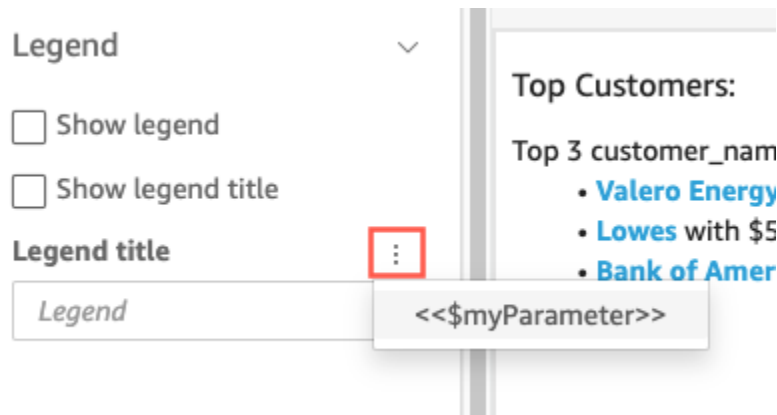 Legend
Show legend
Show legend title
Legend title
Legend
<<$myParameter>>
Top Customers:
Top 3 customer_nam
• Valero Energy
• Lowes with $5
• Bank of Amer